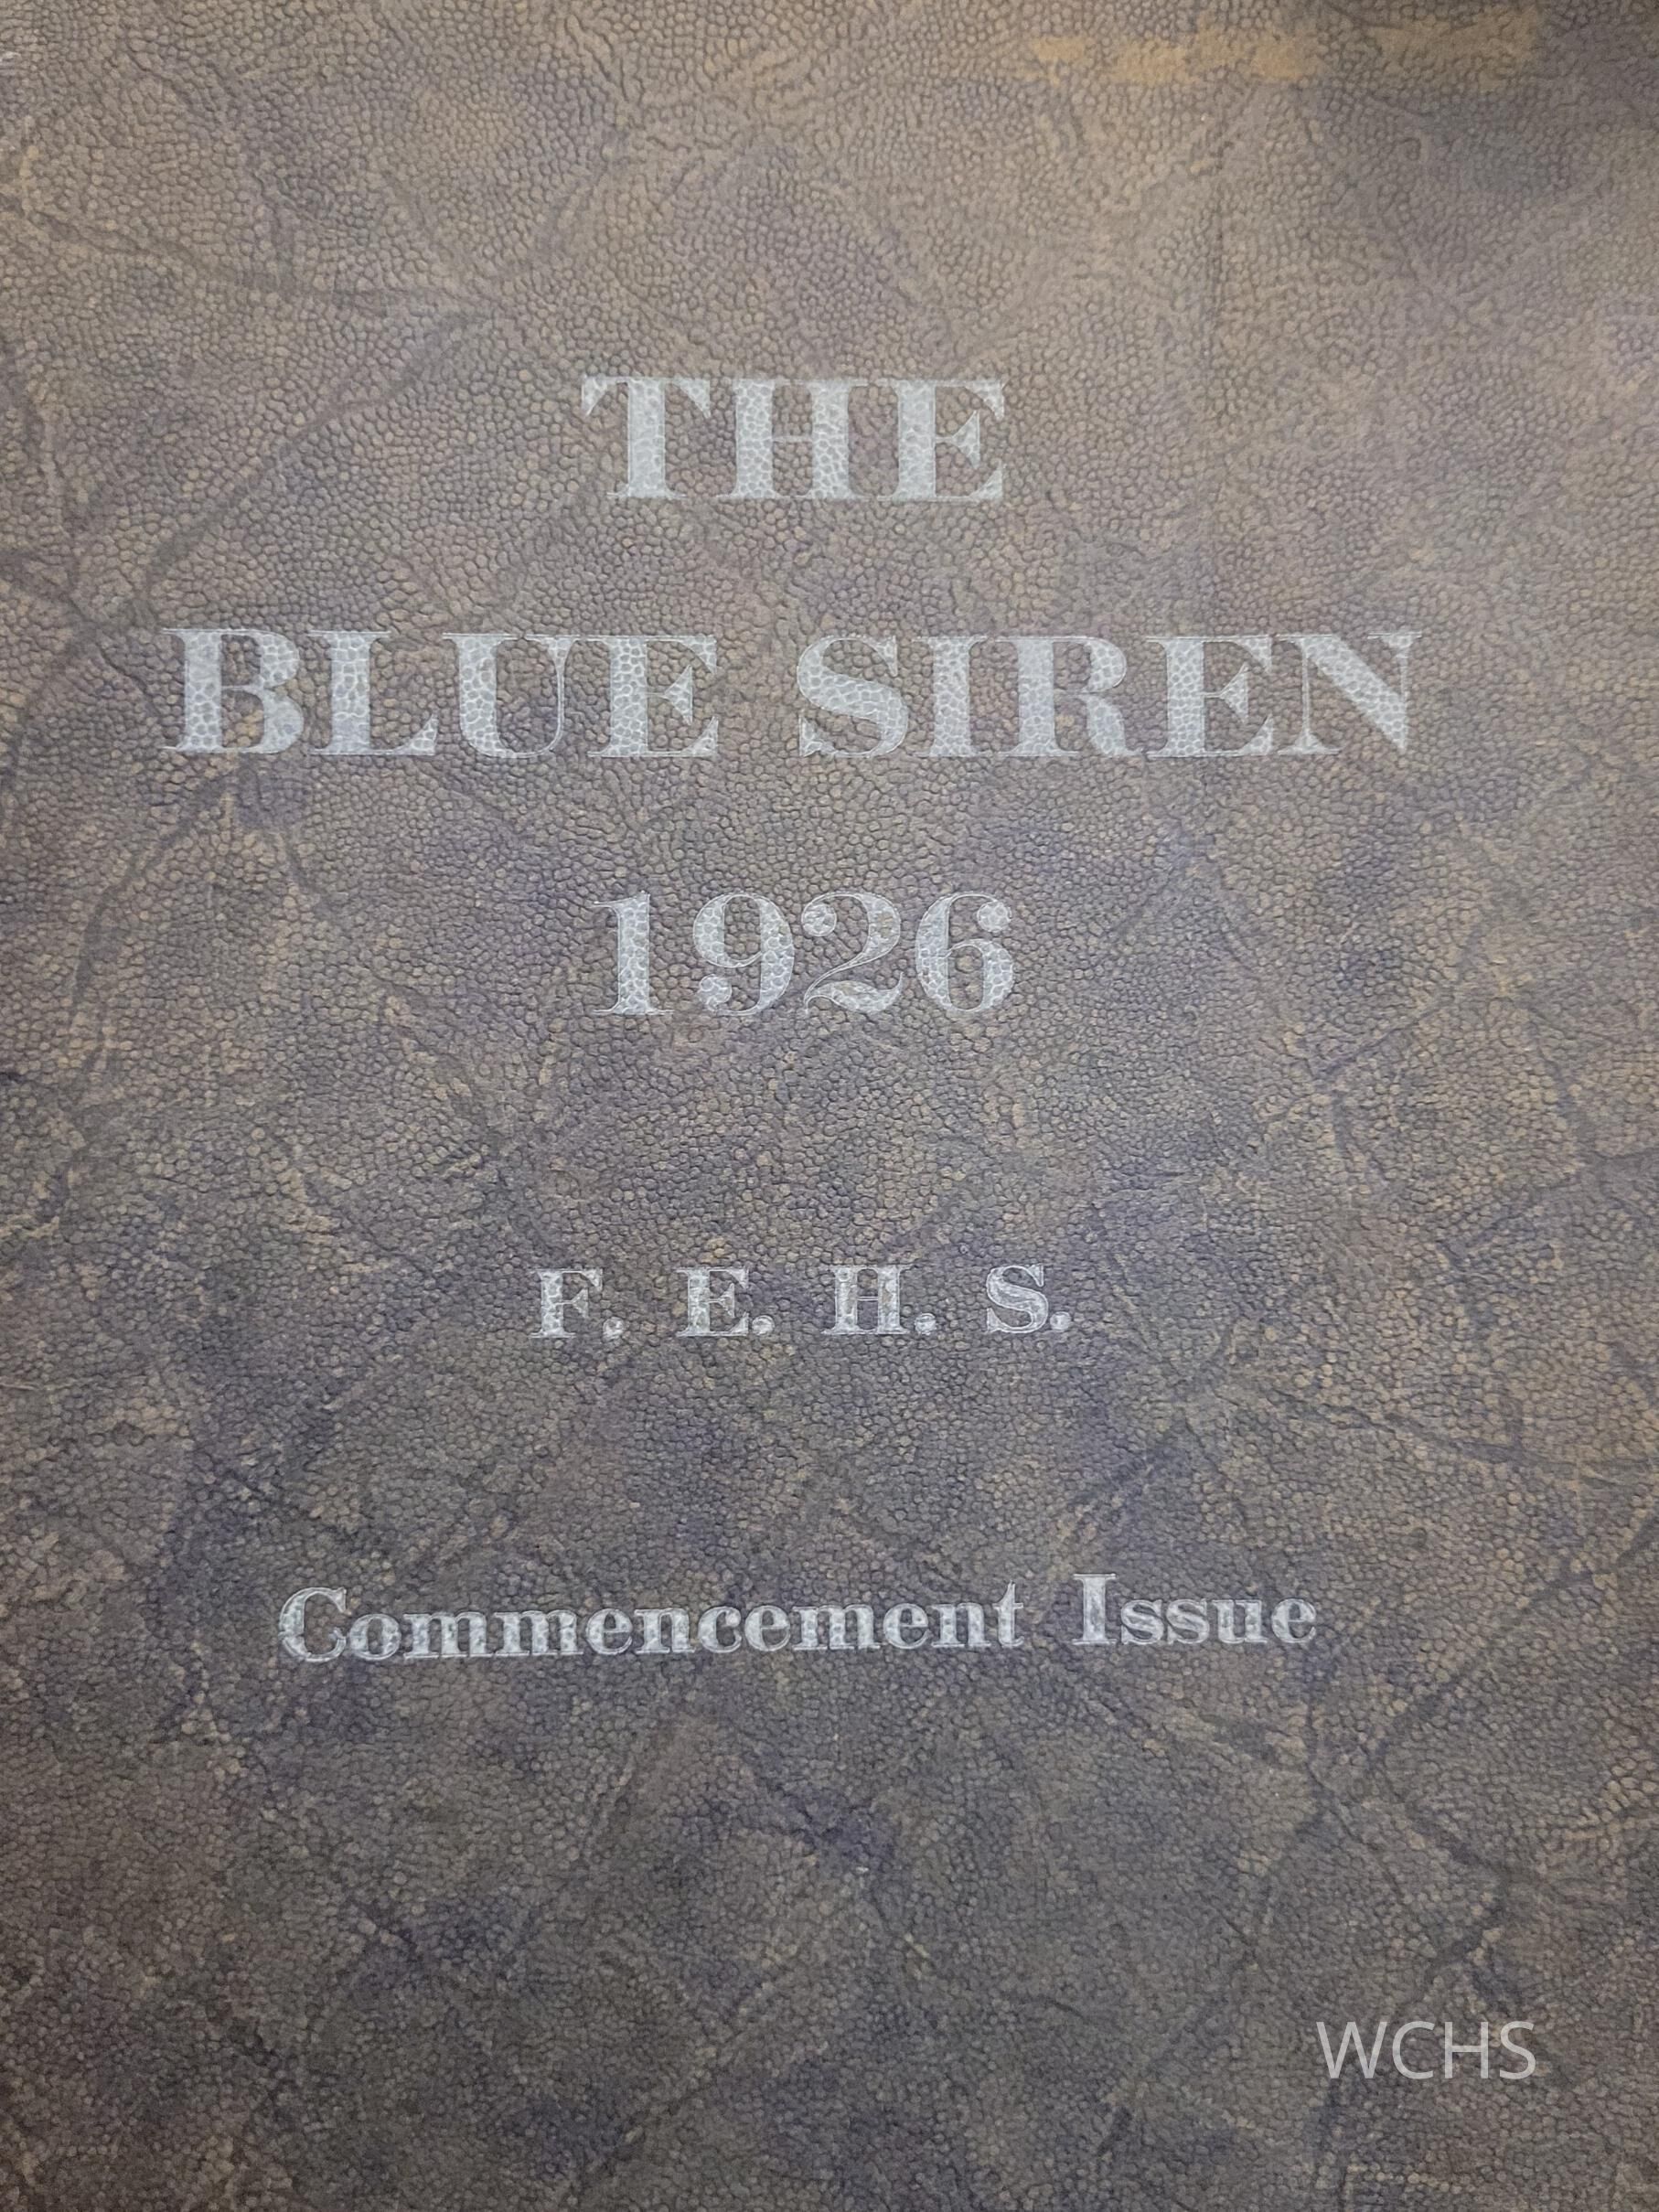 THE
BLUE SIREN
1926
F. E. H. S.
Commencement Issue
WCHS